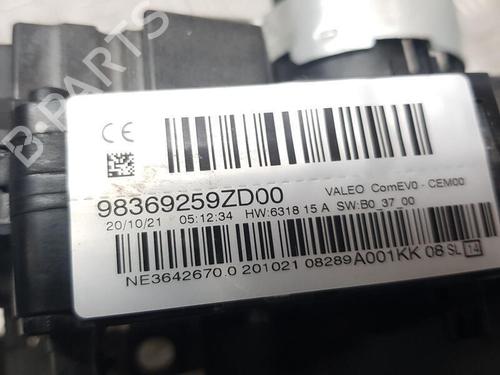 B-PARTS
CE
98369259ZD00
VALEO ComEV0 - CEM00
20/10/21 05:12:34 HW:6318 15 A SW:B0_37_00
NE3642670.0 201021 08289A001KK 08 SL 14